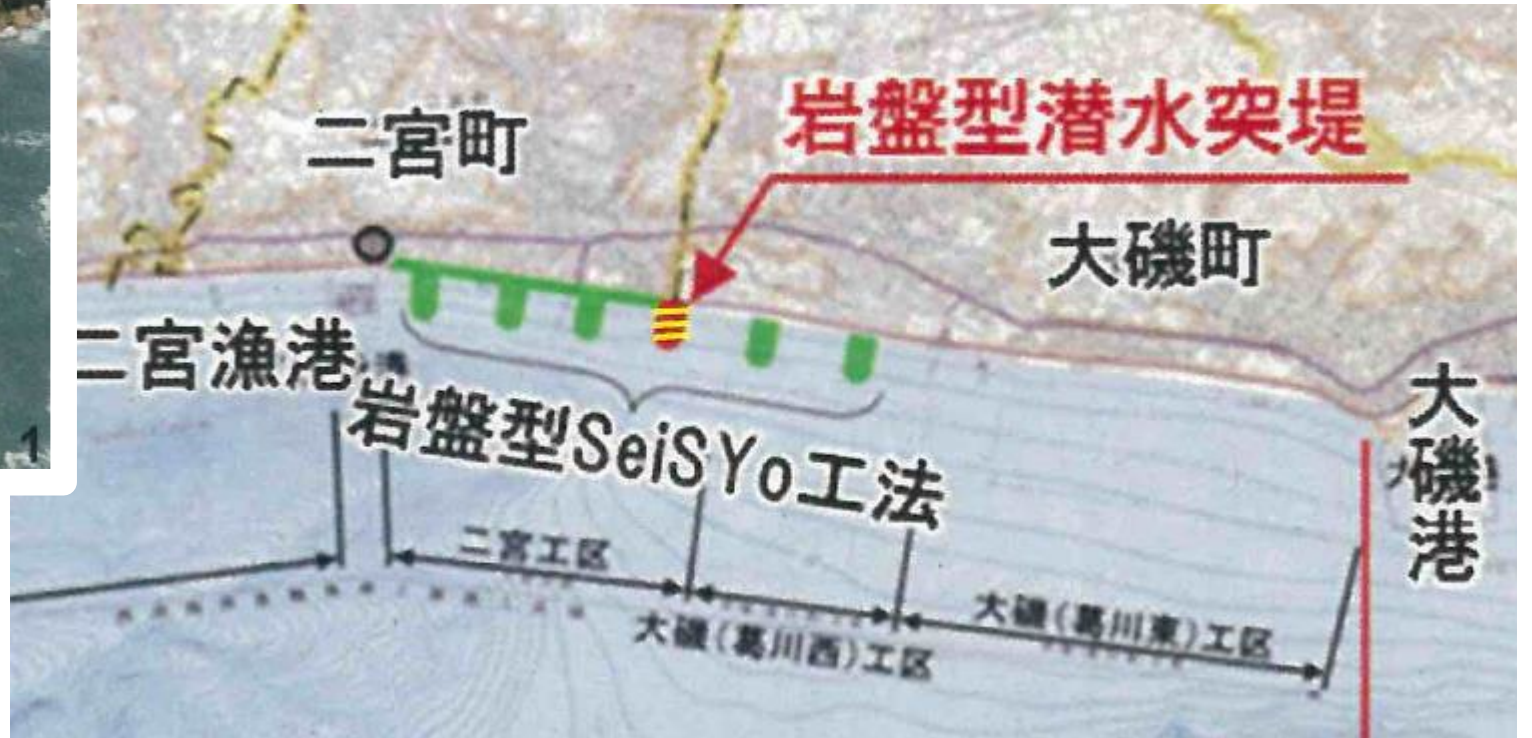 1
二宮町
岩盤型潜水突堤
大磯町
二宮漁港
岩盤型SeiSYo工法
大磯港
二宮工区
大磯(葛川西)工区
大磯(葛川東)工区